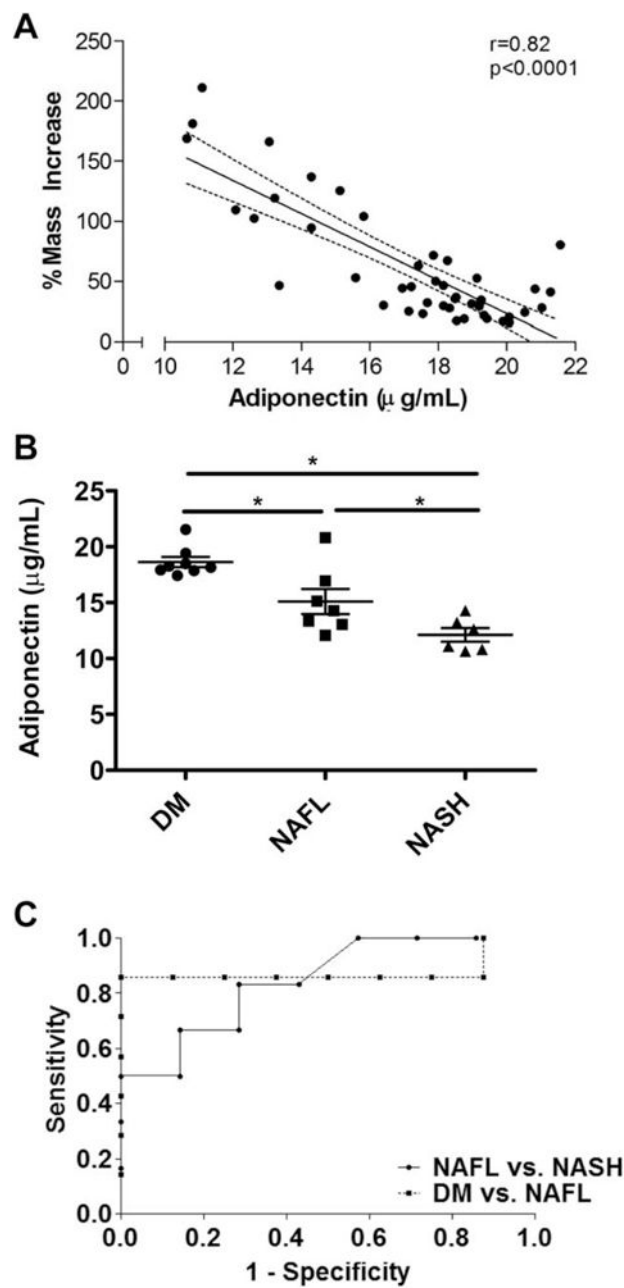 A
r=0.82
p<0.0001
% Mass Increase
250
200
150
100
50
0
0 10 12 14 16 18 20 22
Adiponectin (μ g/mL)
B
* 
* *
Adiponectin (μg/mL)
25
20
15
10
5
0
DM NAFL NASH
C
Sensitivity
1.0
0.8
0.6
0.4
0.2
0.0
NAFL vs. NASH
DM vs. NAFL
0.0 0.2 0.4 0.6 0.8 1.0
1 - Specificity